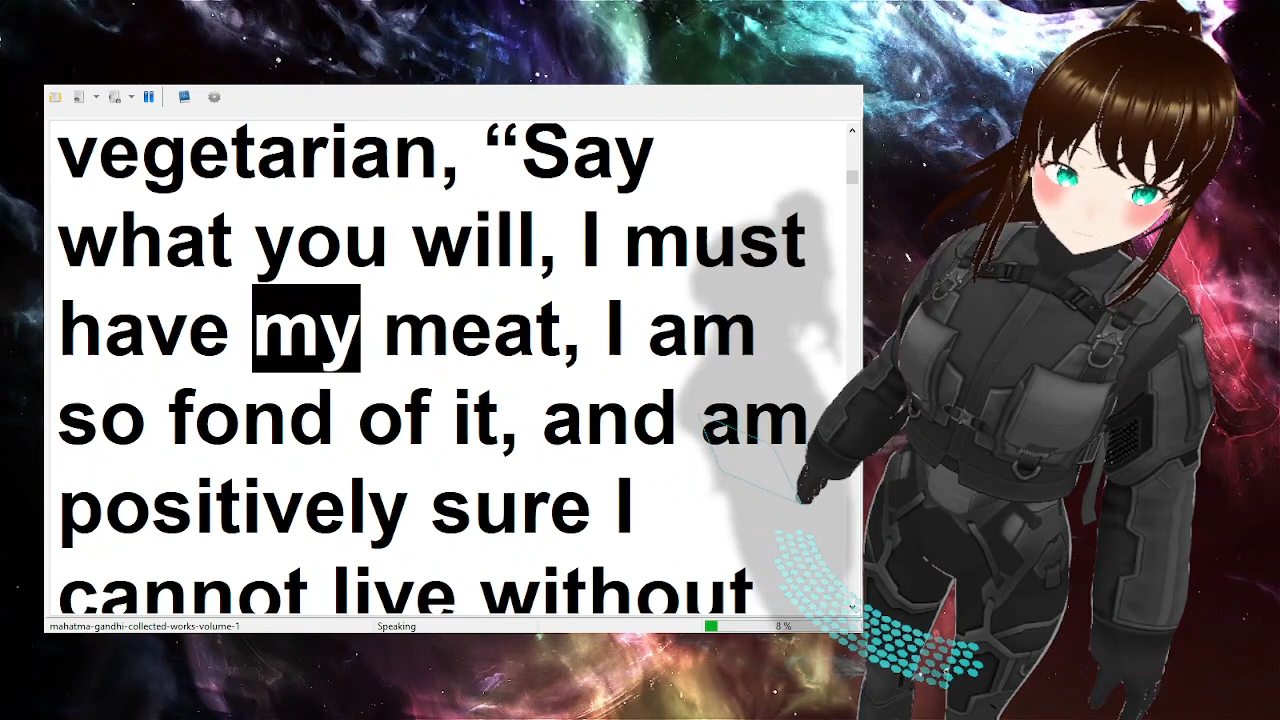 vegetarian, “Say
what you will, I must
have my meat, I am
so fond of it, and am
positively sure I
cannot live without
mahatma-gandhi-collected-works-volume-1 Speaking 8 %